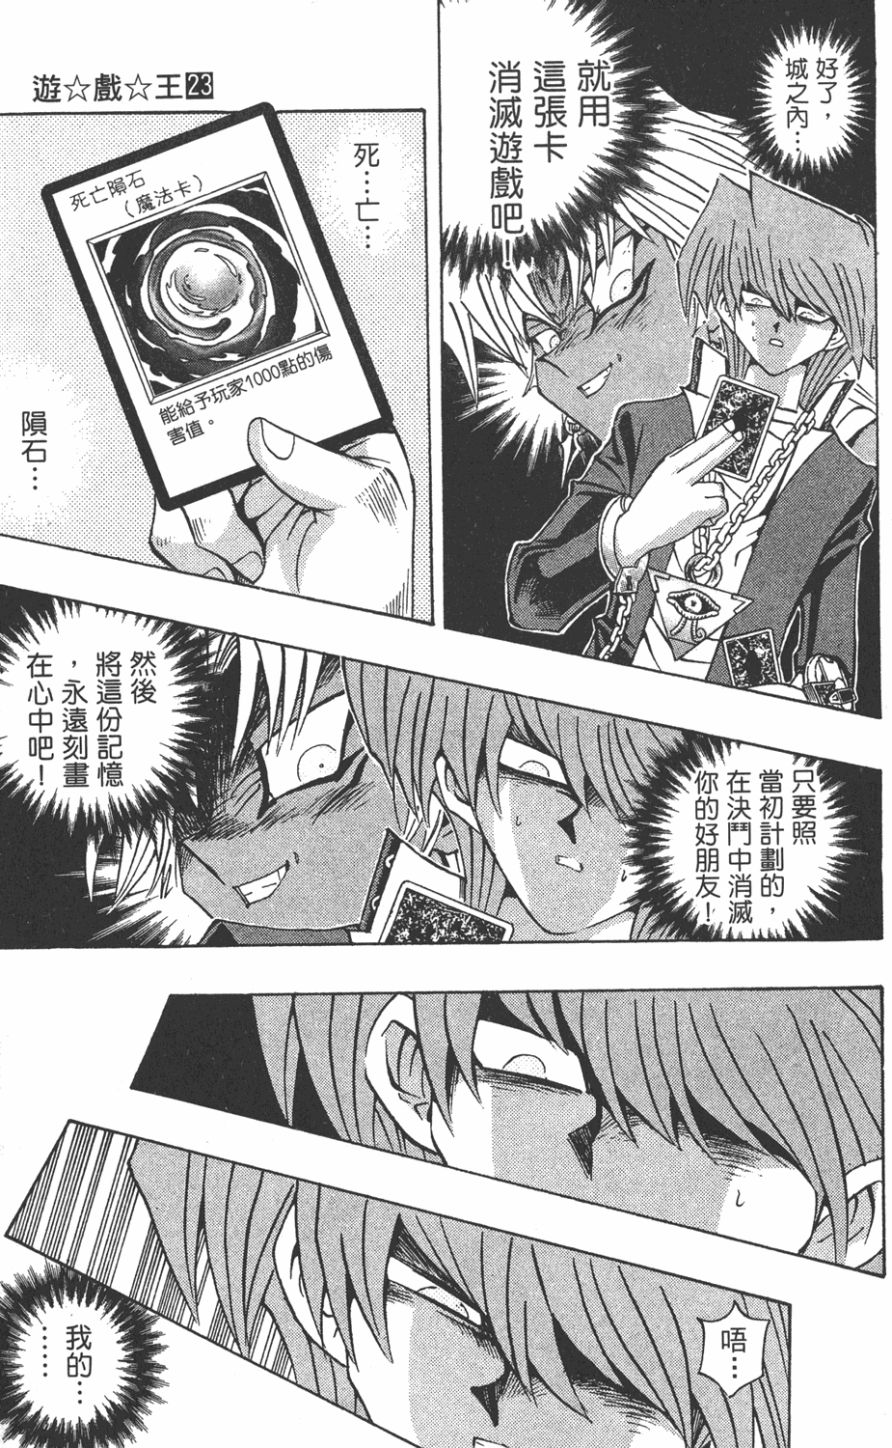 遊☆戲☆王23
好了，
城之內…
就用
這張卡
消滅遊戲吧！
死…亡…
死亡隕石
（魔法卡）
能給予玩家1000點的傷
害值。
隕石…
只要照
當初計劃的，
在決鬥中消滅
你的好朋友！
然後
將這份記憶
，永遠刻畫
在心中吧！
唔…
我的…
……